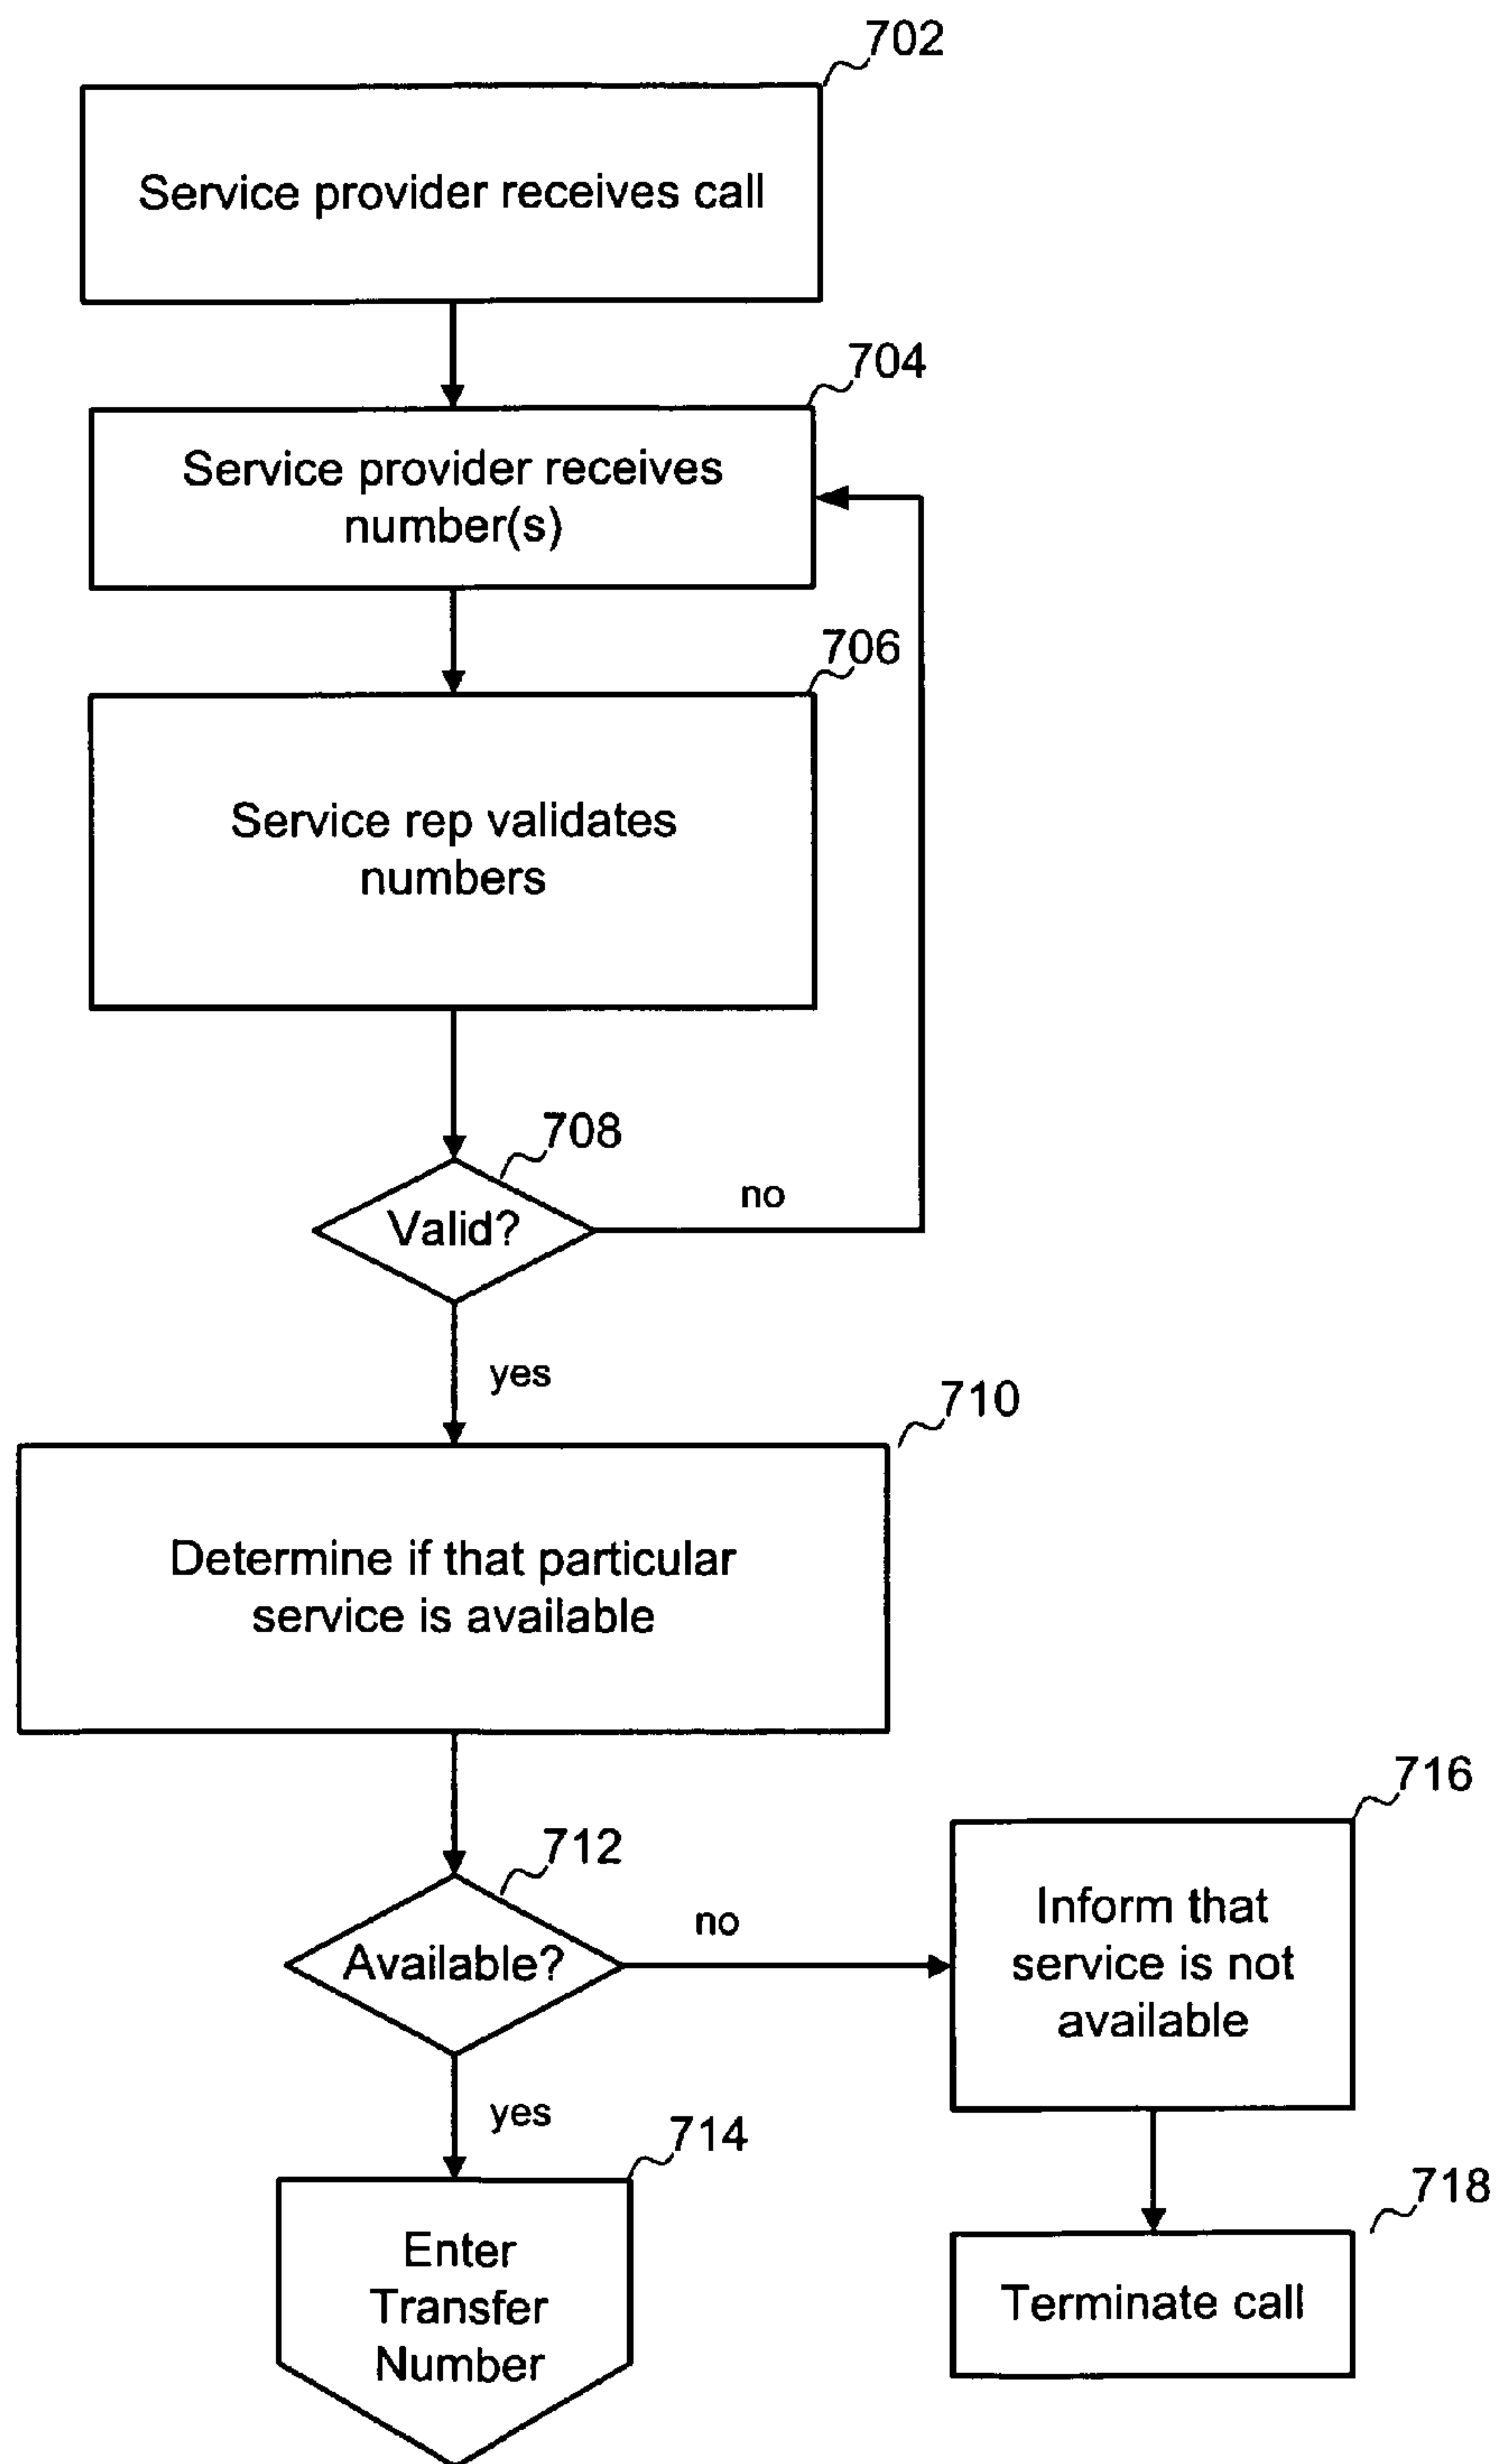 702
Service provider receives call
704
Service provider receives
number(s)
706
Service rep validates
numbers
708
Valid?
no
yes
710
Determine if that particular
service is available
712
Available?
no
716
Inform that
service is not
available
yes
714
Enter
Transfer
Number
718
Terminate call